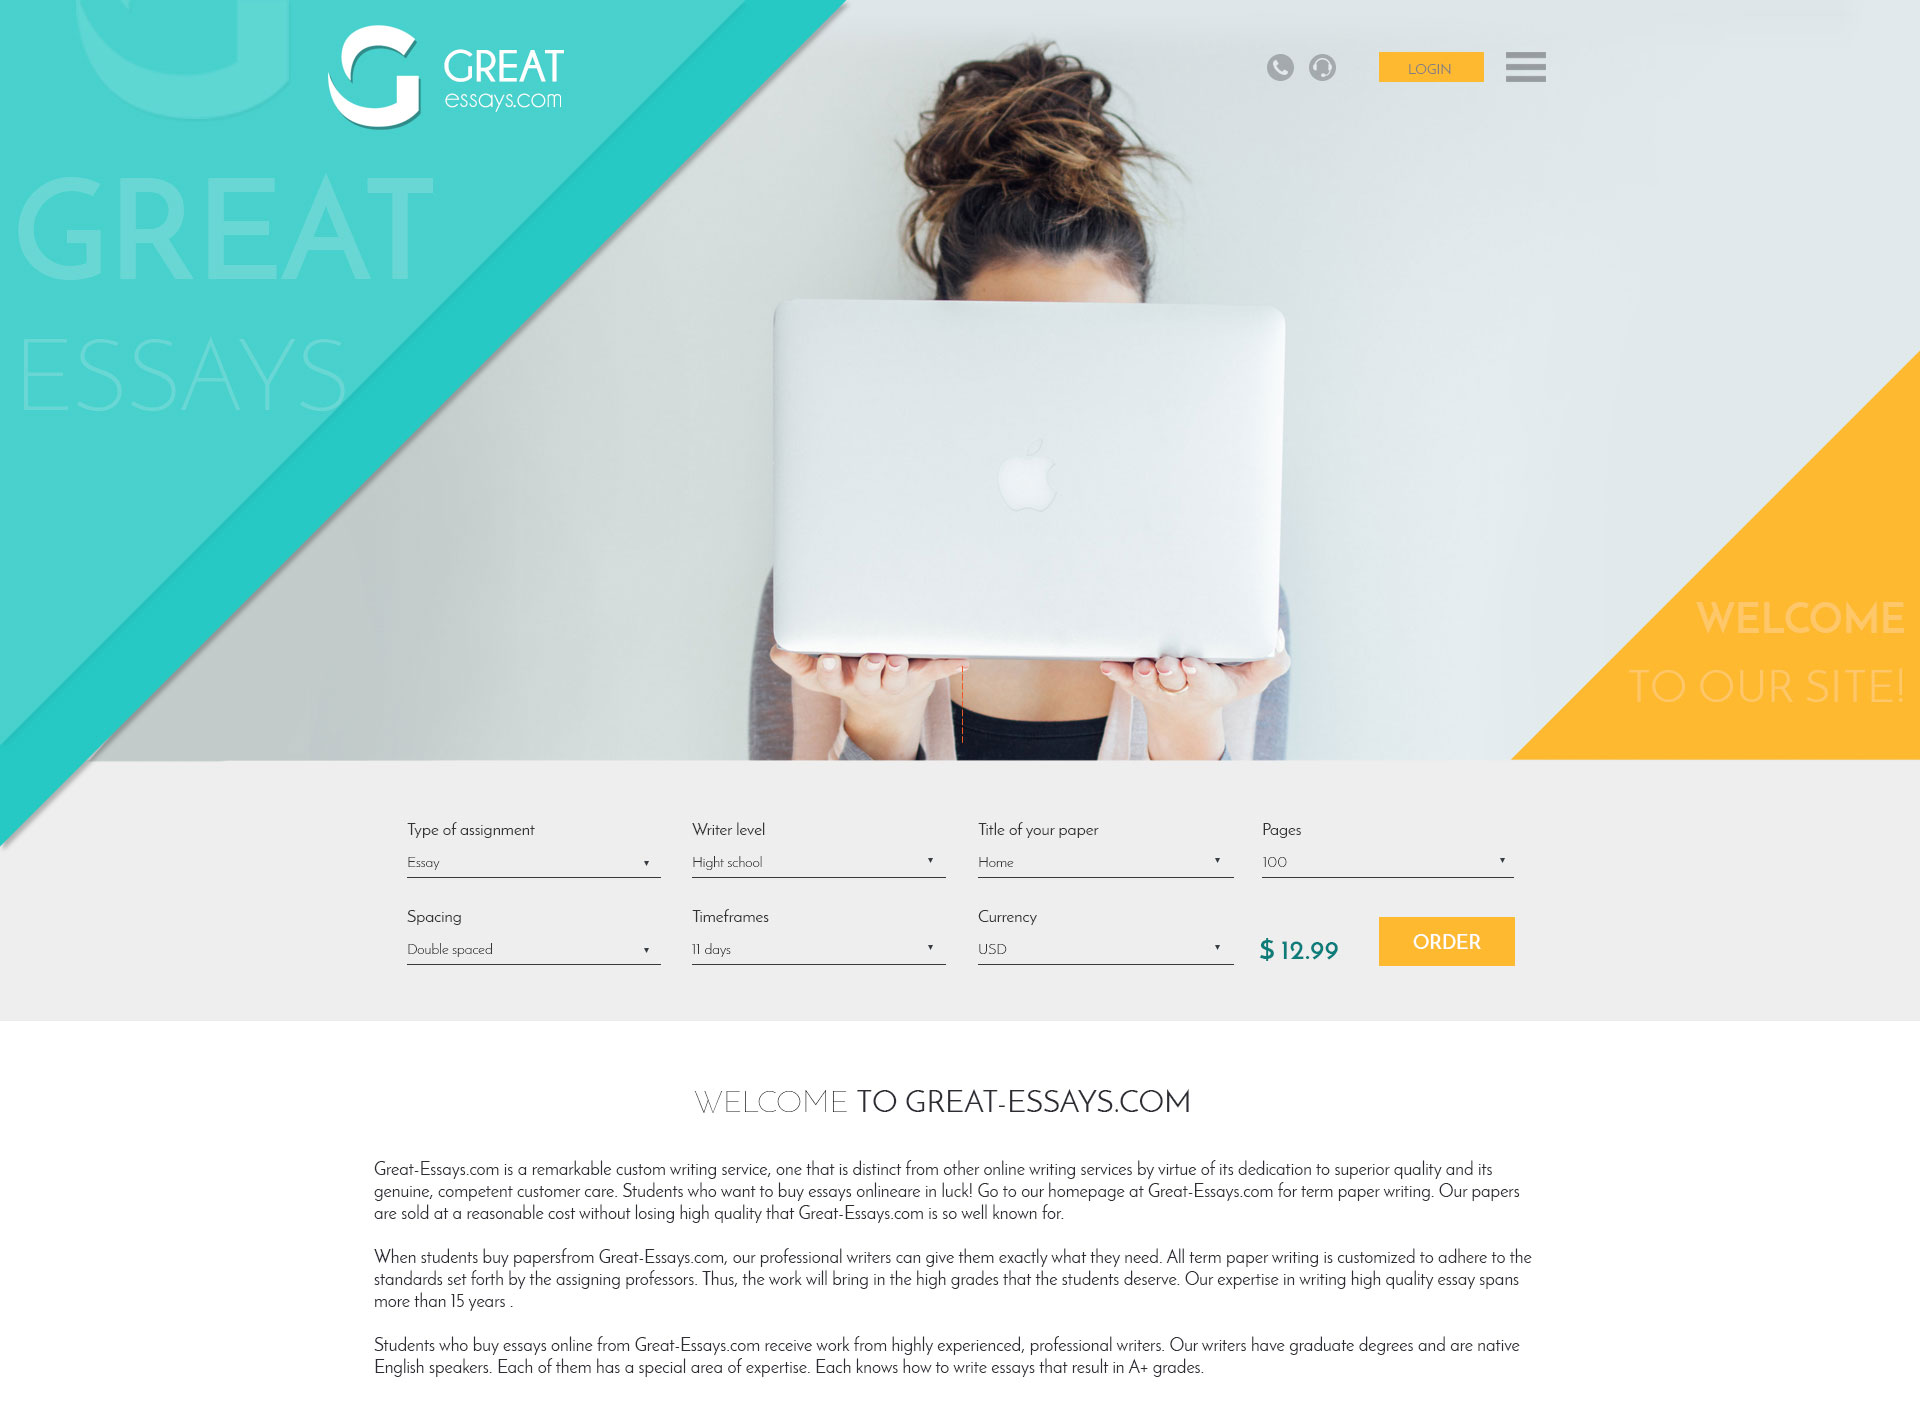 GREAT
essays.com
LOGIN
GREAT
ESSAYS
WELCOME
TO OUR SITE!
Type of assignment
Essay
Writer level
Hight school
Title of your paper
Home
Pages
100
Spacing
Double spaced
Timeframes
11 days
Currency
USD
$ 12.99
ORDER
WELCOME TO GREAT-ESSAYS.COM
Great-Essays.com is a remarkable custom writing service, one that is distinct from other online writing services by virtue of its dedication to superior quality and its
genuine, competent customer care. Students who want to buy essays onlineare in luck! Go to our homepage at Great-Essays.com for term paper writing. Our papers
are sold at a reasonable cost without losing high quality that Great-Essays.com is so well known for.
When students buy papersfrom Great-Essays.com, our professional writers can give them exactly what they need. All term paper writing is customized to adhere to the
standards set forth by the assigning professors. Thus, the work will bring in the high grades that the students deserve. Our expertise in writing high quality essay spans
more than 15 years .
Students who buy essays online from Great-Essays.com receive work from highly experienced, professional writers. Our writers have graduate degrees and are native
English speakers. Each of them has a special area of expertise. Each knows how to write essays that result in A+ grades.